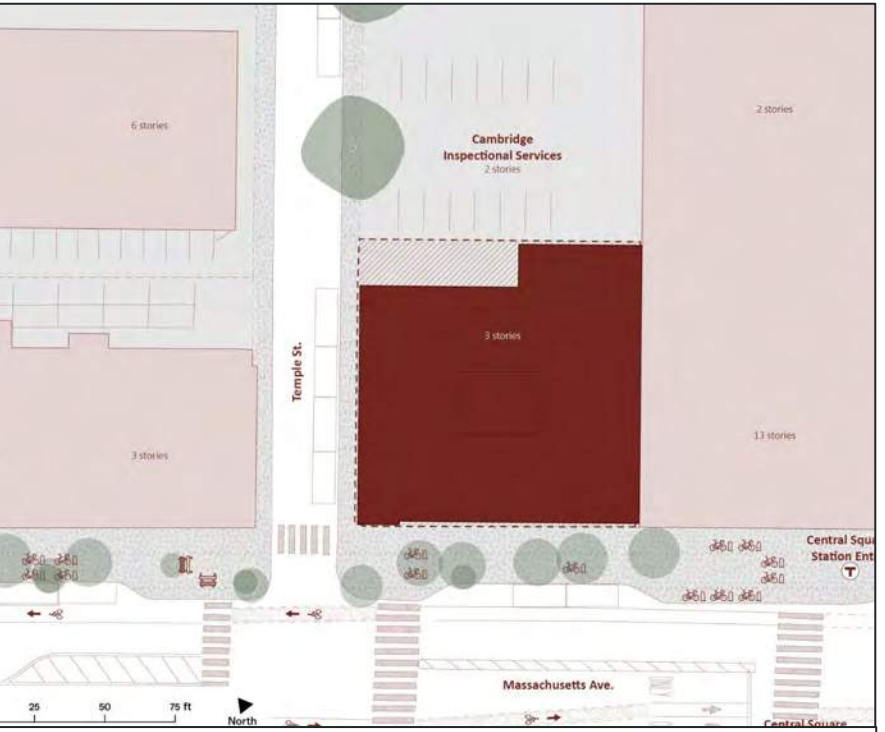 2 stories
6 stories
Cambridge
Inspectional Services
2 stories
3 stories
Temple St.
13 stories
3 stories
Central Squ
Station Ent
T
Massachusetts Ave.
25 50 75 ft
North
Central Square